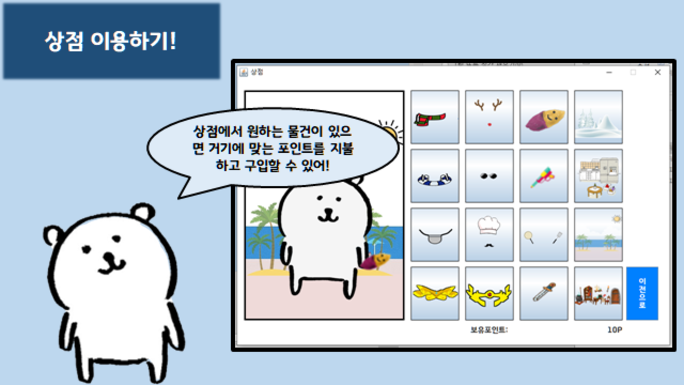 상점 이용하기!
상점
상점에서 원하는 물건이 있으
면 거기에 맞는 포인트를 지불
하고 구입할 수 있어!
이전으로
보유포인트: 10P